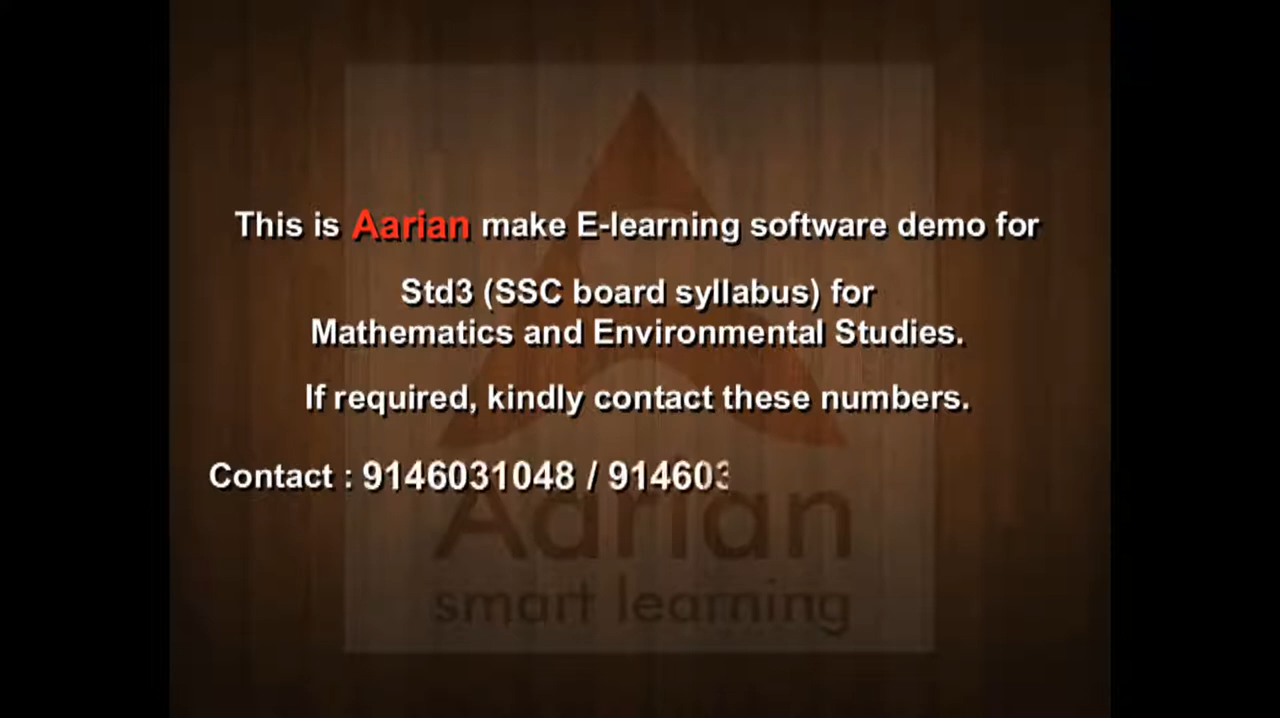 This is Aarian make E-learning software demo for
Std3 (SSC board syllabus) for
Mathematics and Environmental Studies.
If required, kindly contact these numbers.
Contact : 9146031048 /
Aarian
smart learning